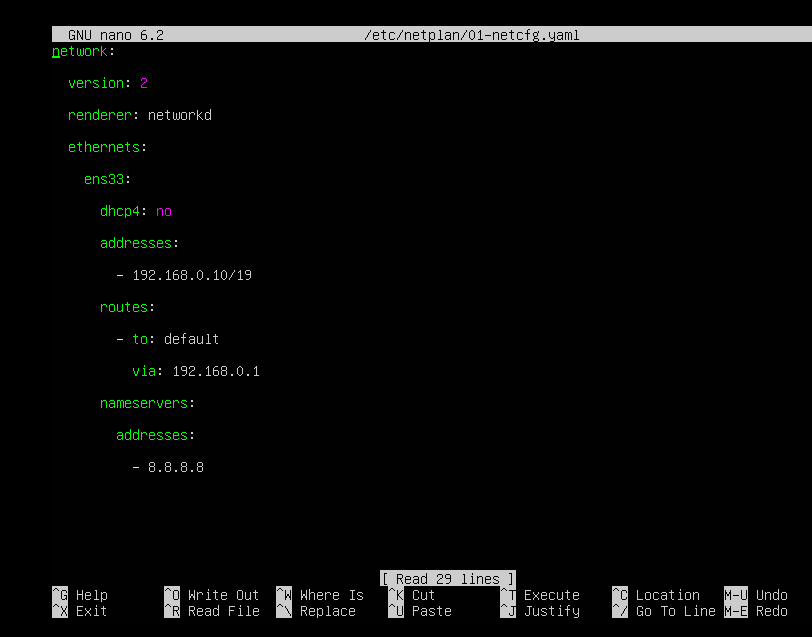 GNU nano 6.2 /etc/netplan/01-netcfg.yaml
network:
  version: 2
  renderer: networkd
  ethernets:
    ens33:
      dhcp4: no
      addresses:
        - 192.168.0.10/19
      routes:
        - to: default
          via: 192.168.0.1
      nameservers:
        addresses:
          - 8.8.8.8
[ Read 29 lines ]
^G Help ^O Write Out ^W Where Is ^K Cut ^T Execute ^C Location M-U Undo
^X Exit ^R Read File ^\ Replace ^U Paste ^J Justify ^/ Go To Line M-E Redo